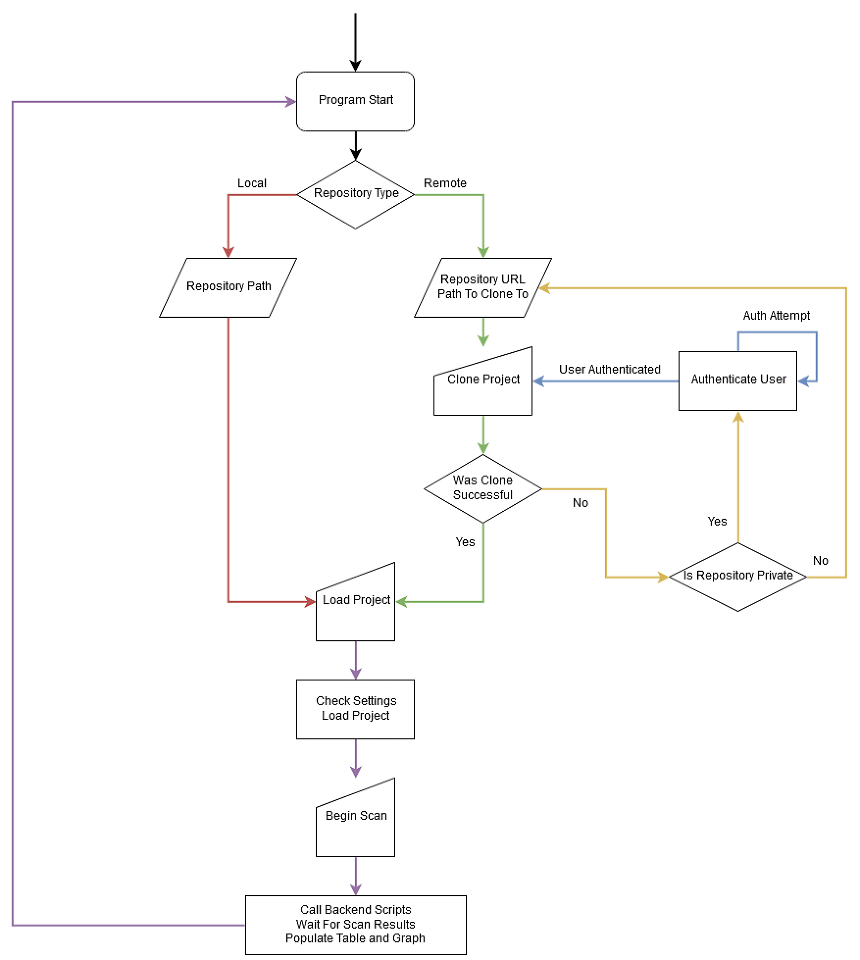 Program Start
Local
Repository Type
Remote
Repository Path
Repository URL
Path To Clone To
Auth Attempt
Clone Project
User Authenticated
Authenticate User
Was Clone
Successful
No
Yes
Yes
Is Repository Private
No
Load Project
Check Settings
Load Project
Begin Scan
Call Backend Scripts
Wait For Scan Results
Populate Table and Graph